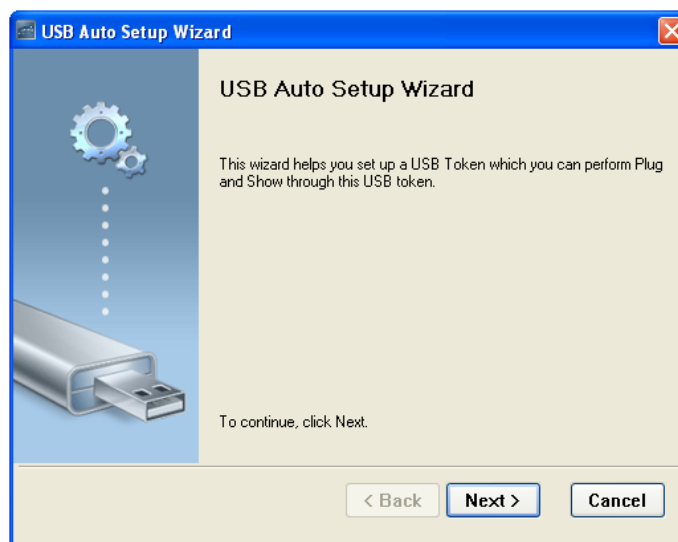 USB Auto Setup Wizard
USB Auto Setup Wizard
This wizard helps you set up a USB Token which you can perform Plug
and Show through this USB token.
To continue, click Next.
< Back Next > Cancel